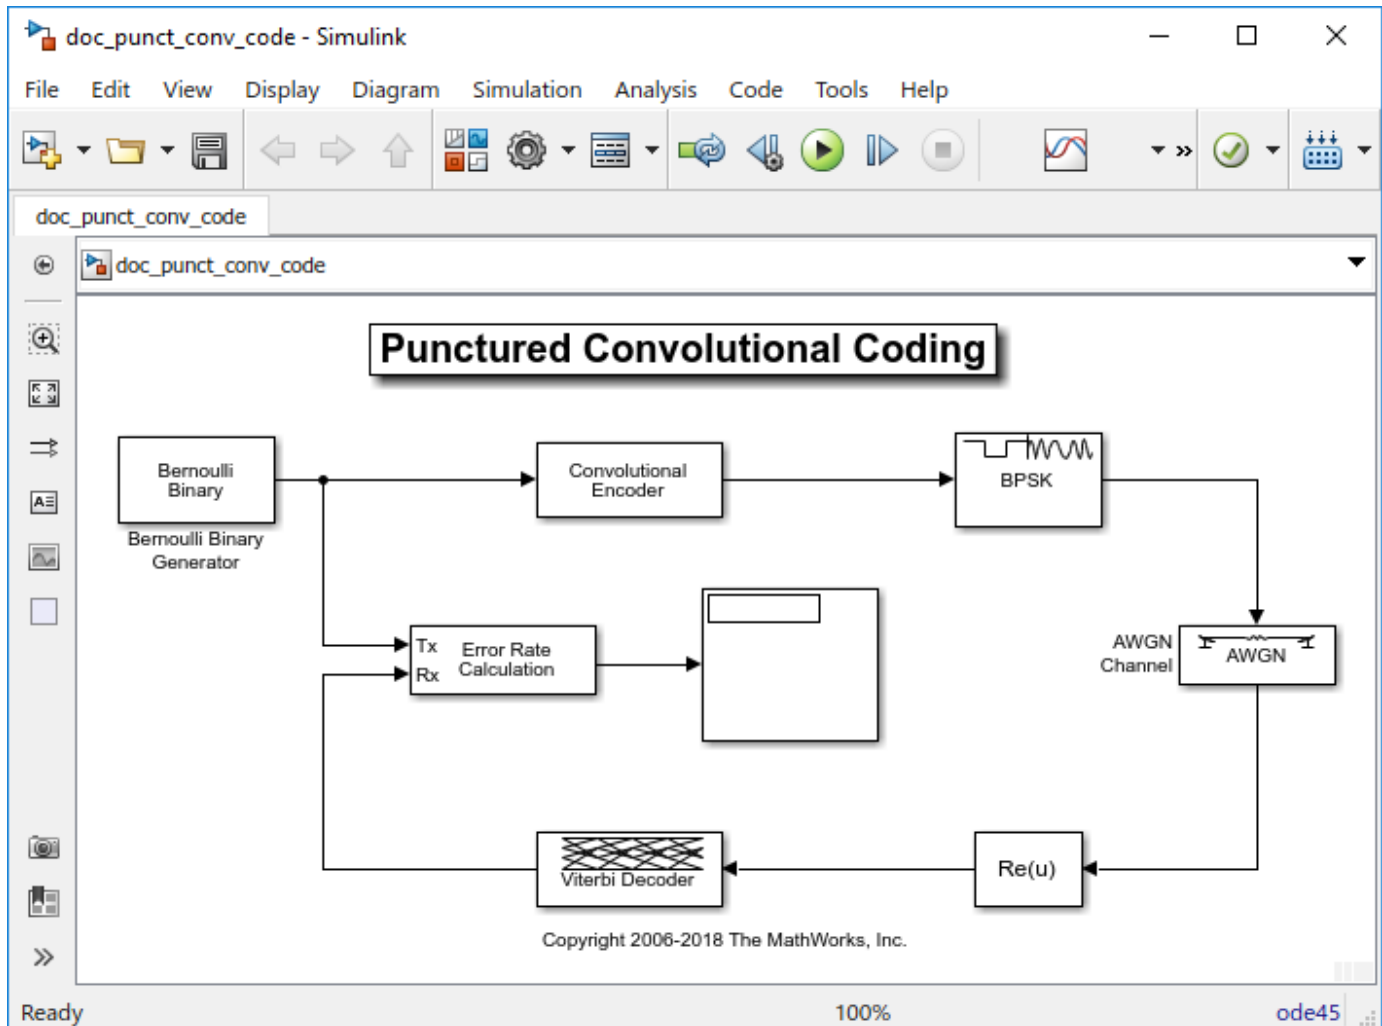 doc_punct_conv_code - Simulink
File Edit View Display Diagram Simulation Analysis Code Tools Help
doc_punct_conv_code
doc_punct_conv_code
Punctured Convolutional Coding
Bernoulli
Binary
Bernoulli Binary
Generator
Convolutional
Encoder
BPSK
Tx
Rx
Error Rate
Calculation
AWGN
Channel
AWGN
Viterbi Decoder
Re(u)
Copyright 2006-2018 The MathWorks, Inc.
Ready 100% ode45